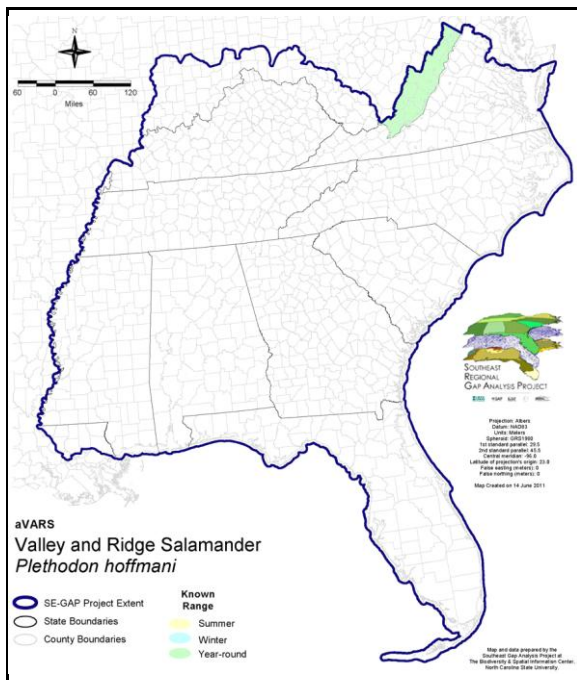 N
60 0 60 120
Miles
SOUTHEAST
REGIONAL
GAP ANALYSIS PROJECT
Projection: Albers
Datum: NAD83
Units: Meters
Spheroid: GRS1980
1st standard parallel: 29.5
2nd standard parallel: 45.5
Central meridian: -96.0
Latitude of projection's origin: 23.0
False easting (meters): 0
False northing (meters): 0
Map Created on 14 June 2011
aVARS
Valley and Ridge Salamander
Plethodon hoffmani
SE-GAP Project Extent
State Boundaries
County Boundaries
Known
Range
Summer
Winter
Year-round
Map and data prepared by the
Southeast Gap Analysis Project at
The Biodiversity & Spatial Information Center,
North Carolina State University.